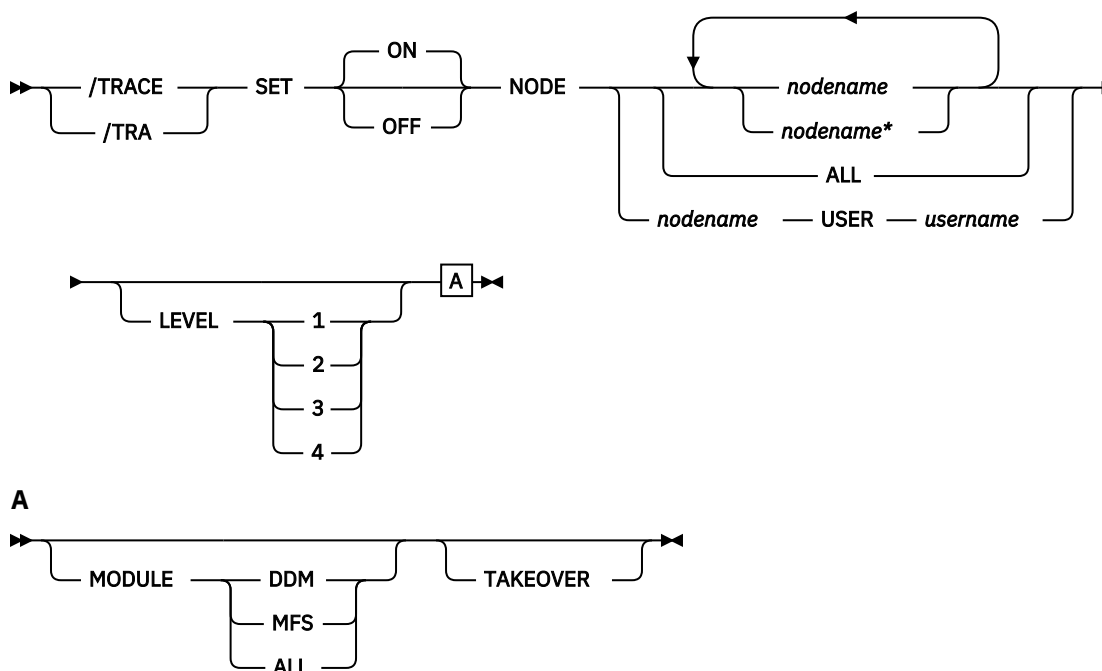 ON
/TRACE SET NODE nodename
/TRA OFF nodename*
ALL
nodename USER username
A
LEVEL 1
2
3
4
A
MODULE DDM TAKEOVER
MFS
ALL